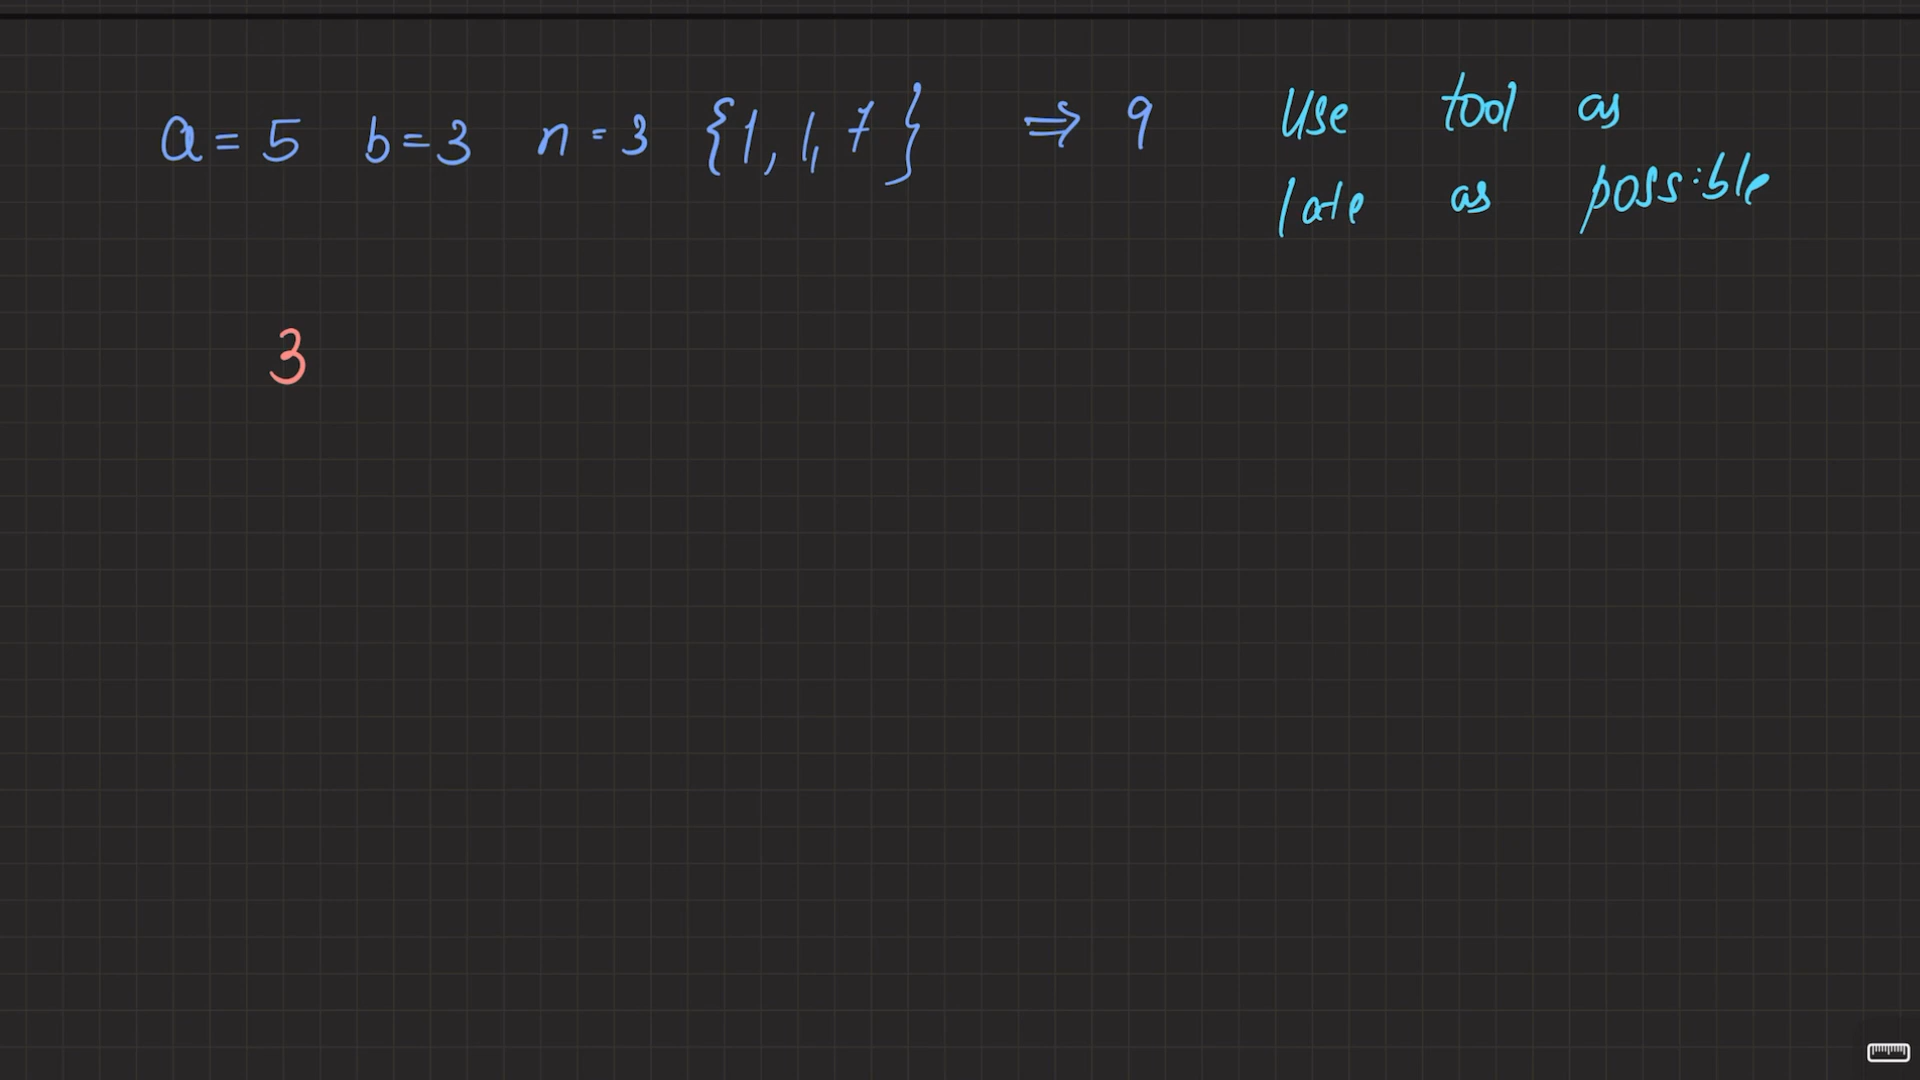 a = 5 b = 3 n = 3 {1, 1, 7} ⇒ 9
Use tool as
late as possible
3